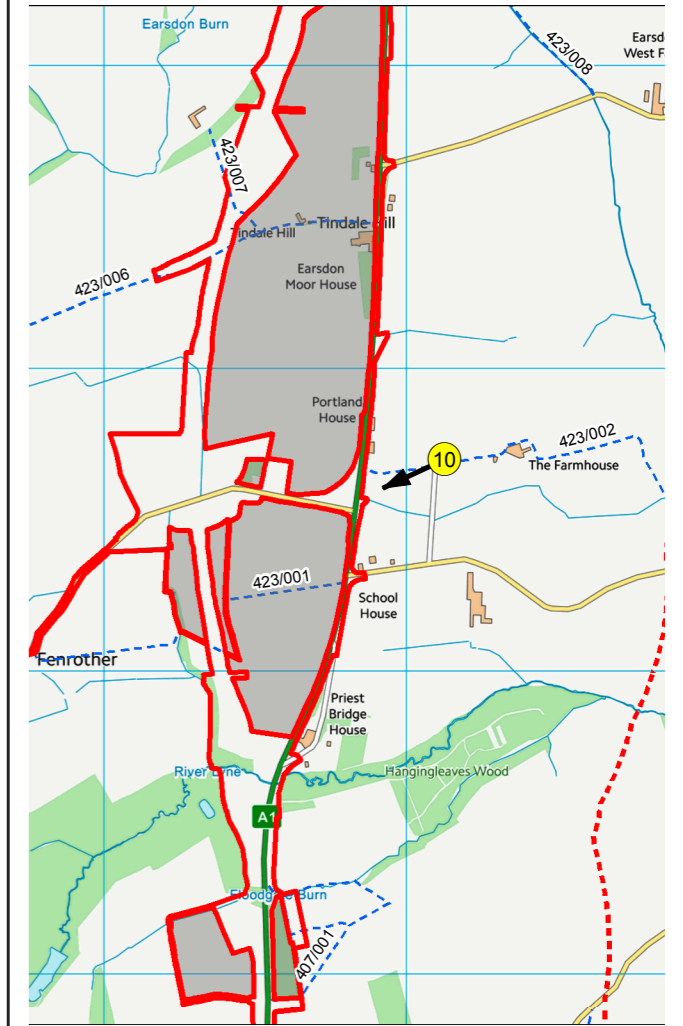 Earsdon Burn
423/008
Earsd
West F
423/007
Tindale Hill
Tindale Hill
423/006
Earsdon
Moor House
Portland
House
423/002
10
The Farmhouse
423/001
School
House
Fenrother
Priest
Bridge
House
River Lyne
Hangingleaves Wood
A1
Floodgate Burn
407/001